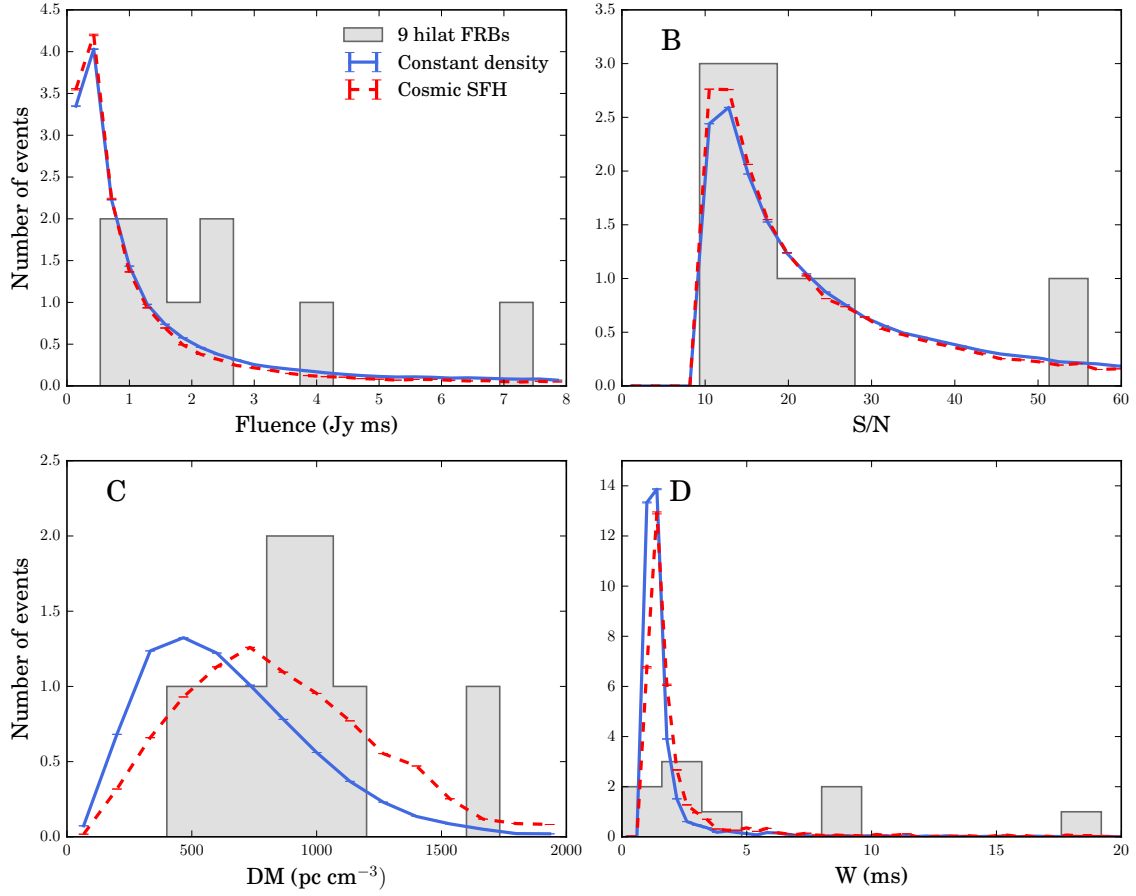 4.5
4.0
3.5
3.0
2.5
2.0
1.5
1.0
0.5
0.0
Number of events
9 hilat FRBs
Constant density
Cosmic SFH
0 1 2 3 4 5 6 7 8
Fluence (Jy ms)
3.5
3.0
2.5
2.0
1.5
1.0
0.5
0.0
B
0 10 20 30 40 50 60
S/N
2.5
2.0
1.5
1.0
0.5
0.0
Number of events
C
0 500 1000 1500 2000
DM (pc cm⁻³)
14
12
10
8
6
4
2
0
D
0 5 10 15 20
W (ms)